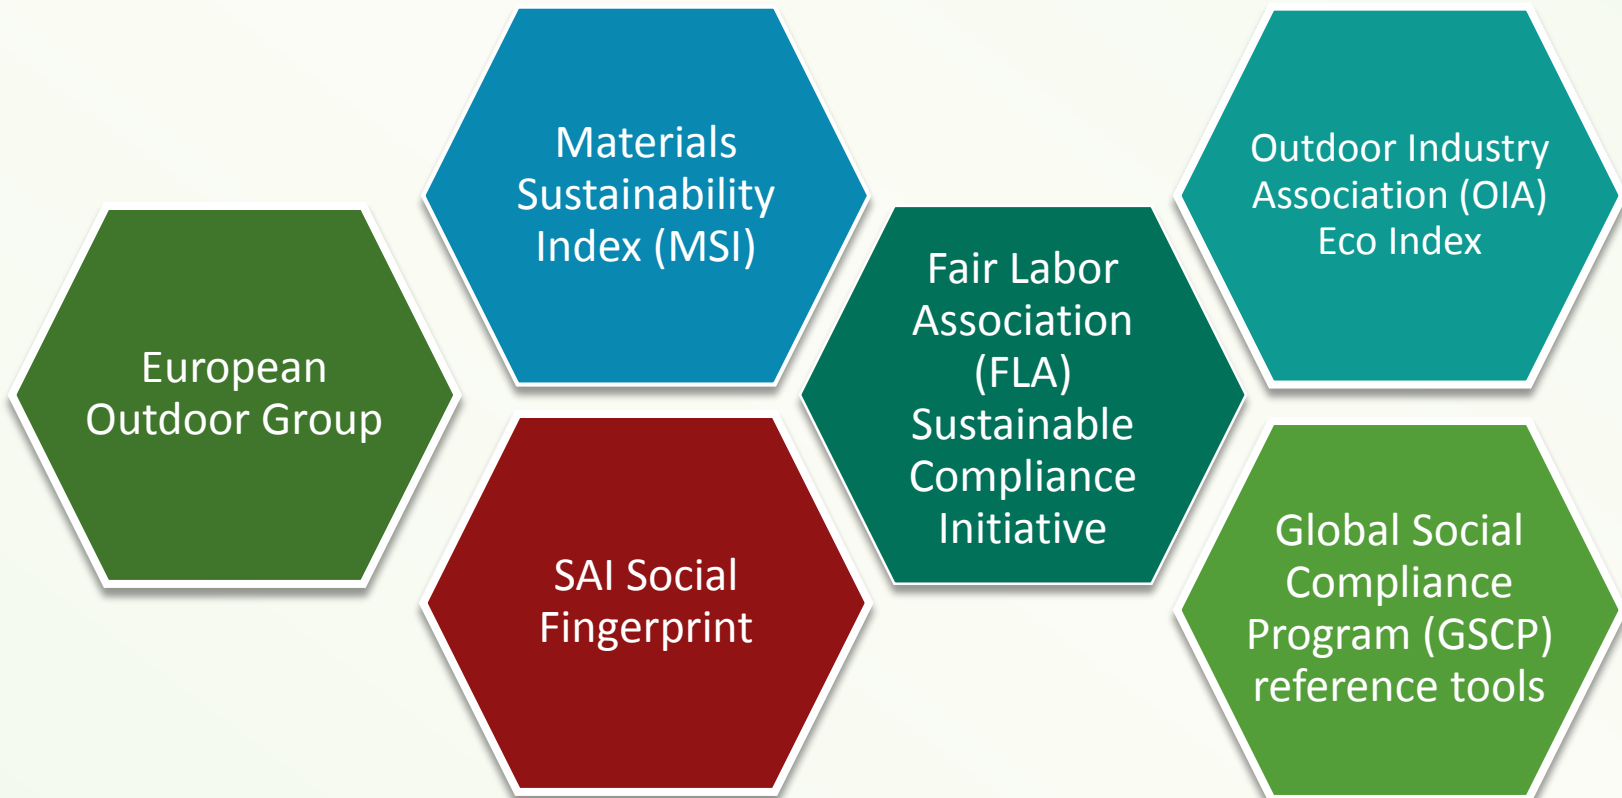 European
Outdoor Group
Materials
Sustainability
Index (MSI)
SAI Social
Fingerprint
Fair Labor
Association
(FLA)
Sustainable
Compliance
Initiative
Outdoor Industry
Association (OIA)
Eco Index
Global Social
Compliance
Program (GSCP)
reference tools